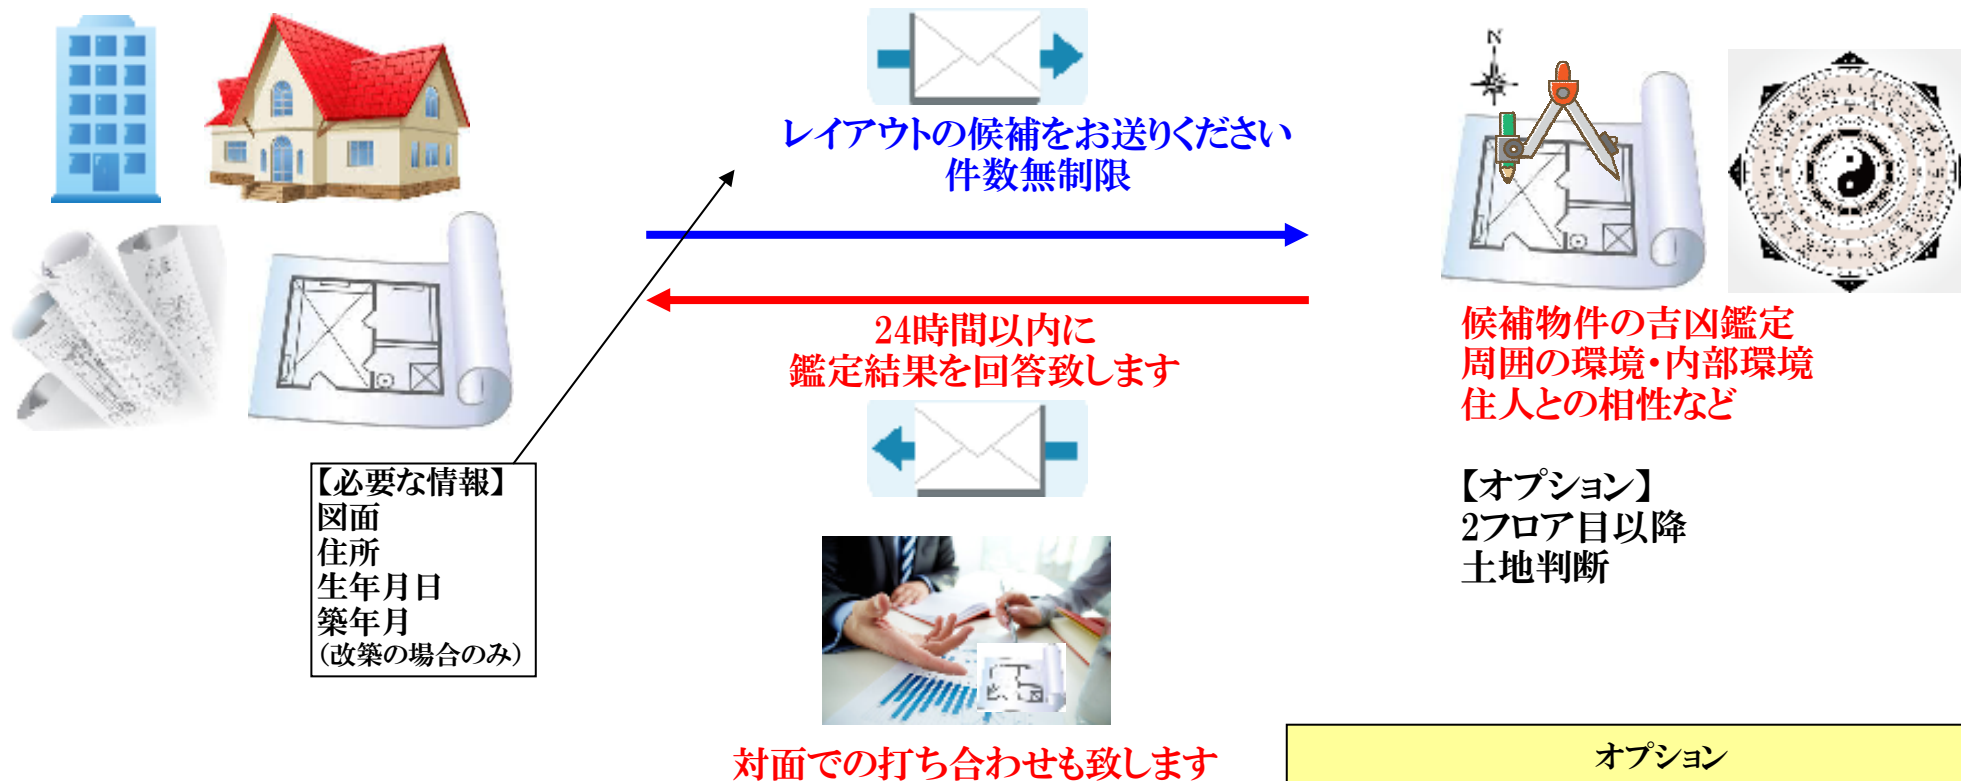 レイアウトの候補をお送りください
件数無制限
24時間以内に
鑑定結果を回答致します
【必要な情報】
図面
住所
生年月日
築年月
（改築の場合のみ）
対面での打ち合わせも致します
N
候補物件の吉凶鑑定
周囲の環境・内部環境
住人との相性など
【オプション】
2フロア目以降
土地判断
オプション